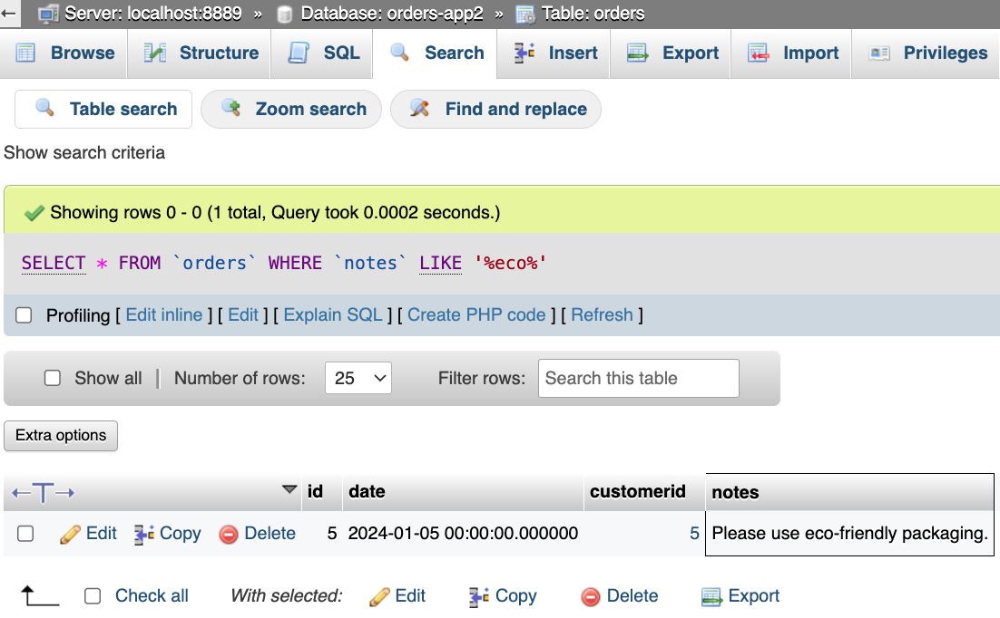 Server: localhost:8889 » Database: orders-app2 » Table: orders
Browse Structure SQL Search Insert Export Import Privileges
Table search Zoom search Find and replace
Show search criteria
Showing rows 0 - 0 (1 total, Query took 0.0002 seconds.)
SELECT * FROM `orders` WHERE `notes` LIKE '%eco%'
Profiling [ Edit inline ] [ Edit ] [ Explain SQL ] [ Create PHP code ] [ Refresh ]
Show all | Number of rows: 25 Filter rows: Search this table
Extra options
id date customerid notes
Edit Copy Delete 5 2024-01-05 00:00:00.000000 5 Please use eco-friendly packaging.
Check all With selected: Edit Copy Delete Export